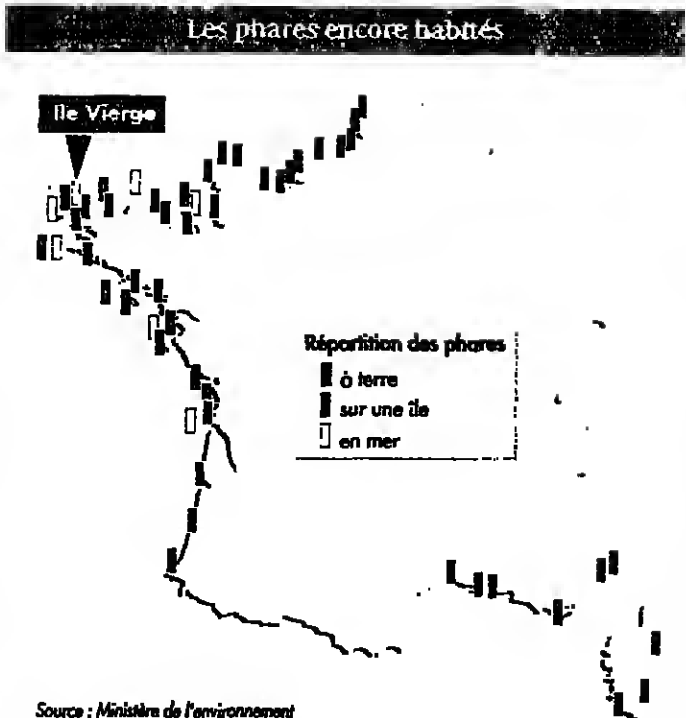 Les phares encore habités
Ile Vierge
Répartition des phares
à terre
sur une île
en mer
Source : Ministère de l'environnement